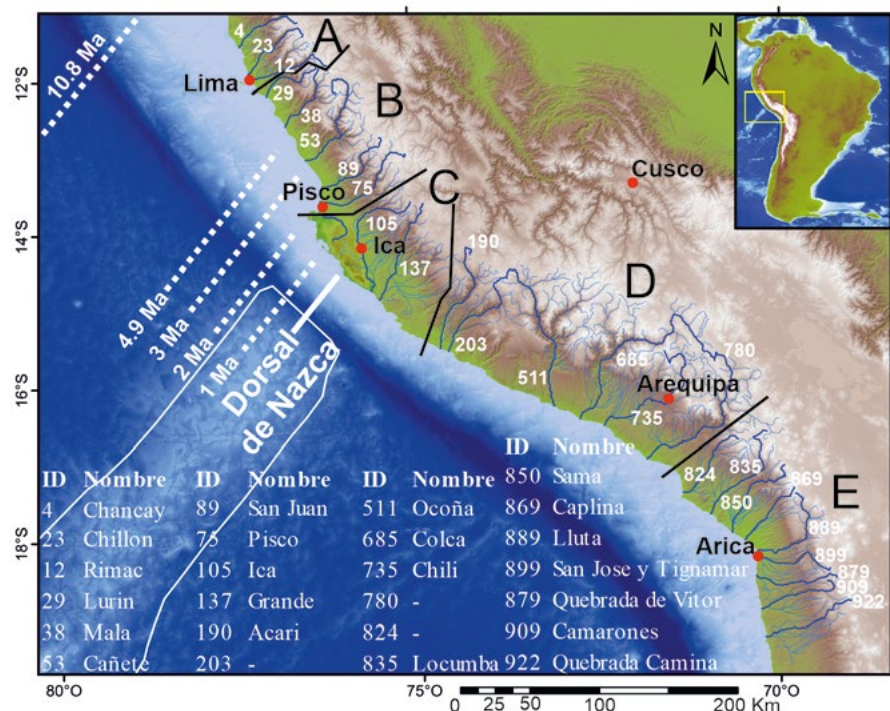 10.8 Ma
4
23
A
12
N
12°S
Lima
29
B
38
53
89
Cusco
Pisco
75
C
105
190
14°S
Ica
137
D
4.9 Ma
3 Ma
2 Ma
1 Ma
Dorsal
de Nazca
203
685
780
16°S
511
Arequipa
735
824
835
869
E
850
889
18°S
Arica
899
879
909
922
ID Nombre ID Nombre ID Nombre ID Nombre
850 Sama
4 Chancay 89 San Juan 511 Ocoña 869 Caplina
23 Chillon 75 Pisco 685 Colca 889 Lluta
12 Rimac 105 Ica 735 Chili 899 San Jose y Tignamar
29 Lurin 137 Grande 780 - 879 Quebrada de Vitor
38 Mala 190 Acari 824 - 909 Camarones
53 Cañete 203 - 835 Locumba 922 Quebrada Camina
80°O 75°O 70°O
0 25 50 100 200 Km